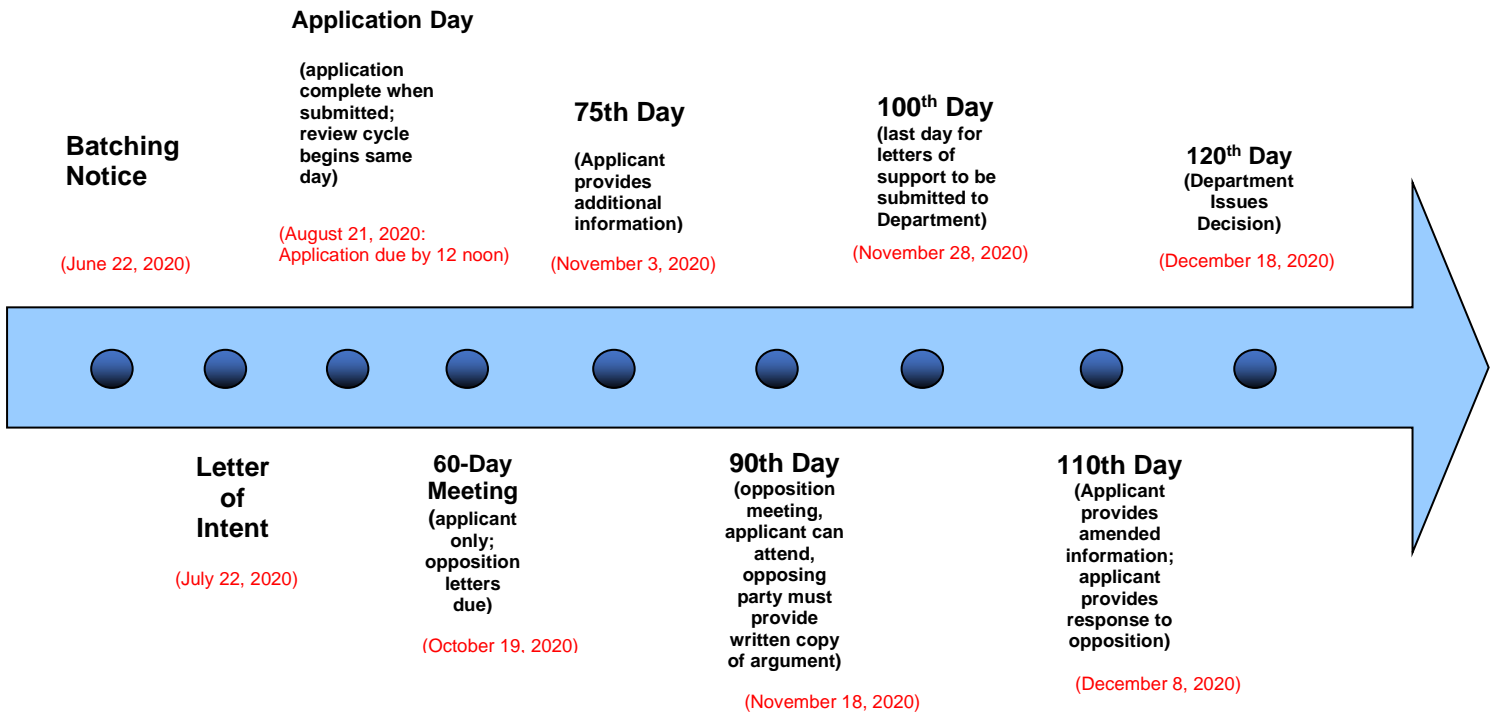 Application Day
(application
complete when
submitted;
review cycle
begins same
day)
(August 21, 2020:
Application due by 12 noon)
Batching
Notice
(June 22, 2020)
75th Day
(Applicant
provides
additional
information)
(November 3, 2020)
100th Day
(last day for
letters of
support to be
submitted to
Department)
(November 28, 2020)
120th Day
(Department
Issues
Decision)
(December 18, 2020)
Letter
of
Intent
(July 22, 2020)
60-Day
Meeting
(applicant
only;
opposition
letters
due)
(October 19, 2020)
90th Day
(opposition
meeting,
applicant can
attend,
opposing
party must
provide
written copy
of argument)
(November 18, 2020)
110th Day
(Applicant
provides
amended
information;
applicant
provides
response to
opposition)
(December 8, 2020)